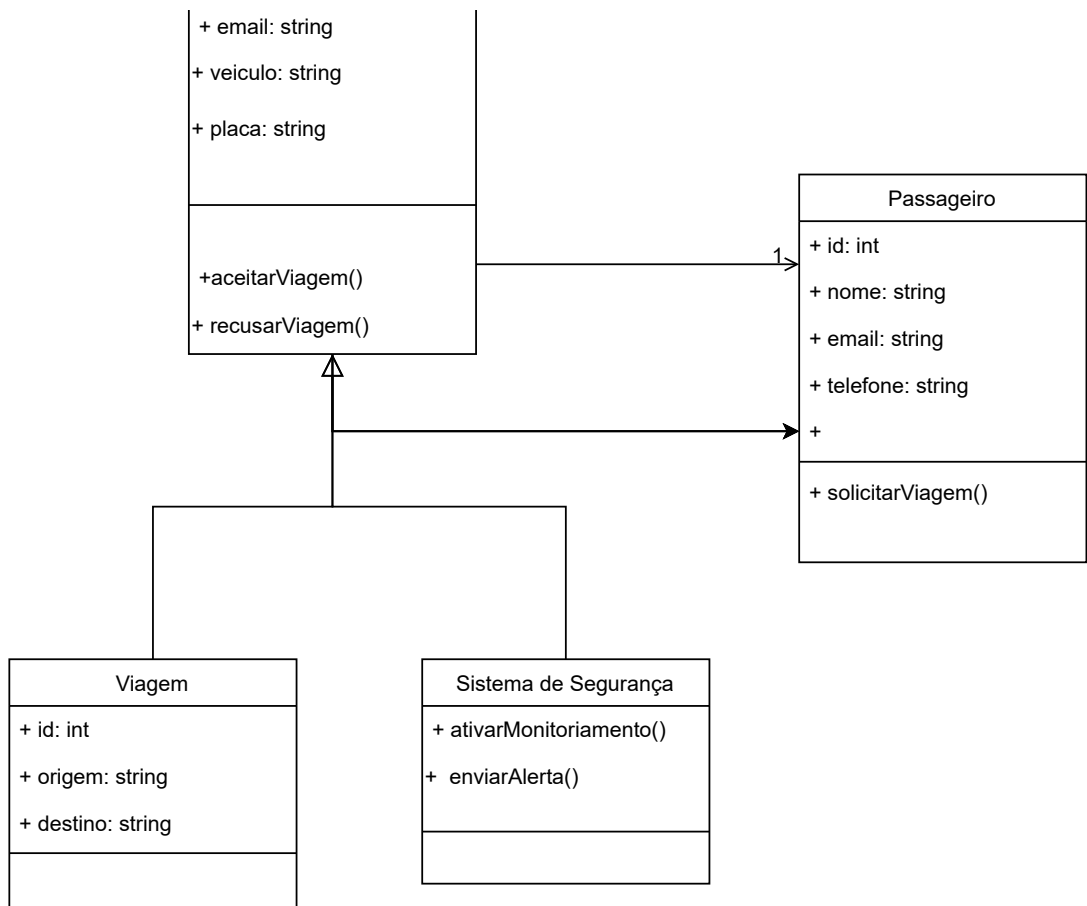 + email: string
+ veiculo: string
+ placa: string
+aceitarViagem()
+ recusarViagem()
1
Passageiro
+ id: int
+ nome: string
+ email: string
+ telefone: string
+
+ solicitarViagem()
Viagem
+ id: int
+ origem: string
+ destino: string
Sistema de Segurança
+ ativarMonitoriamento()
+ enviarAlerta()